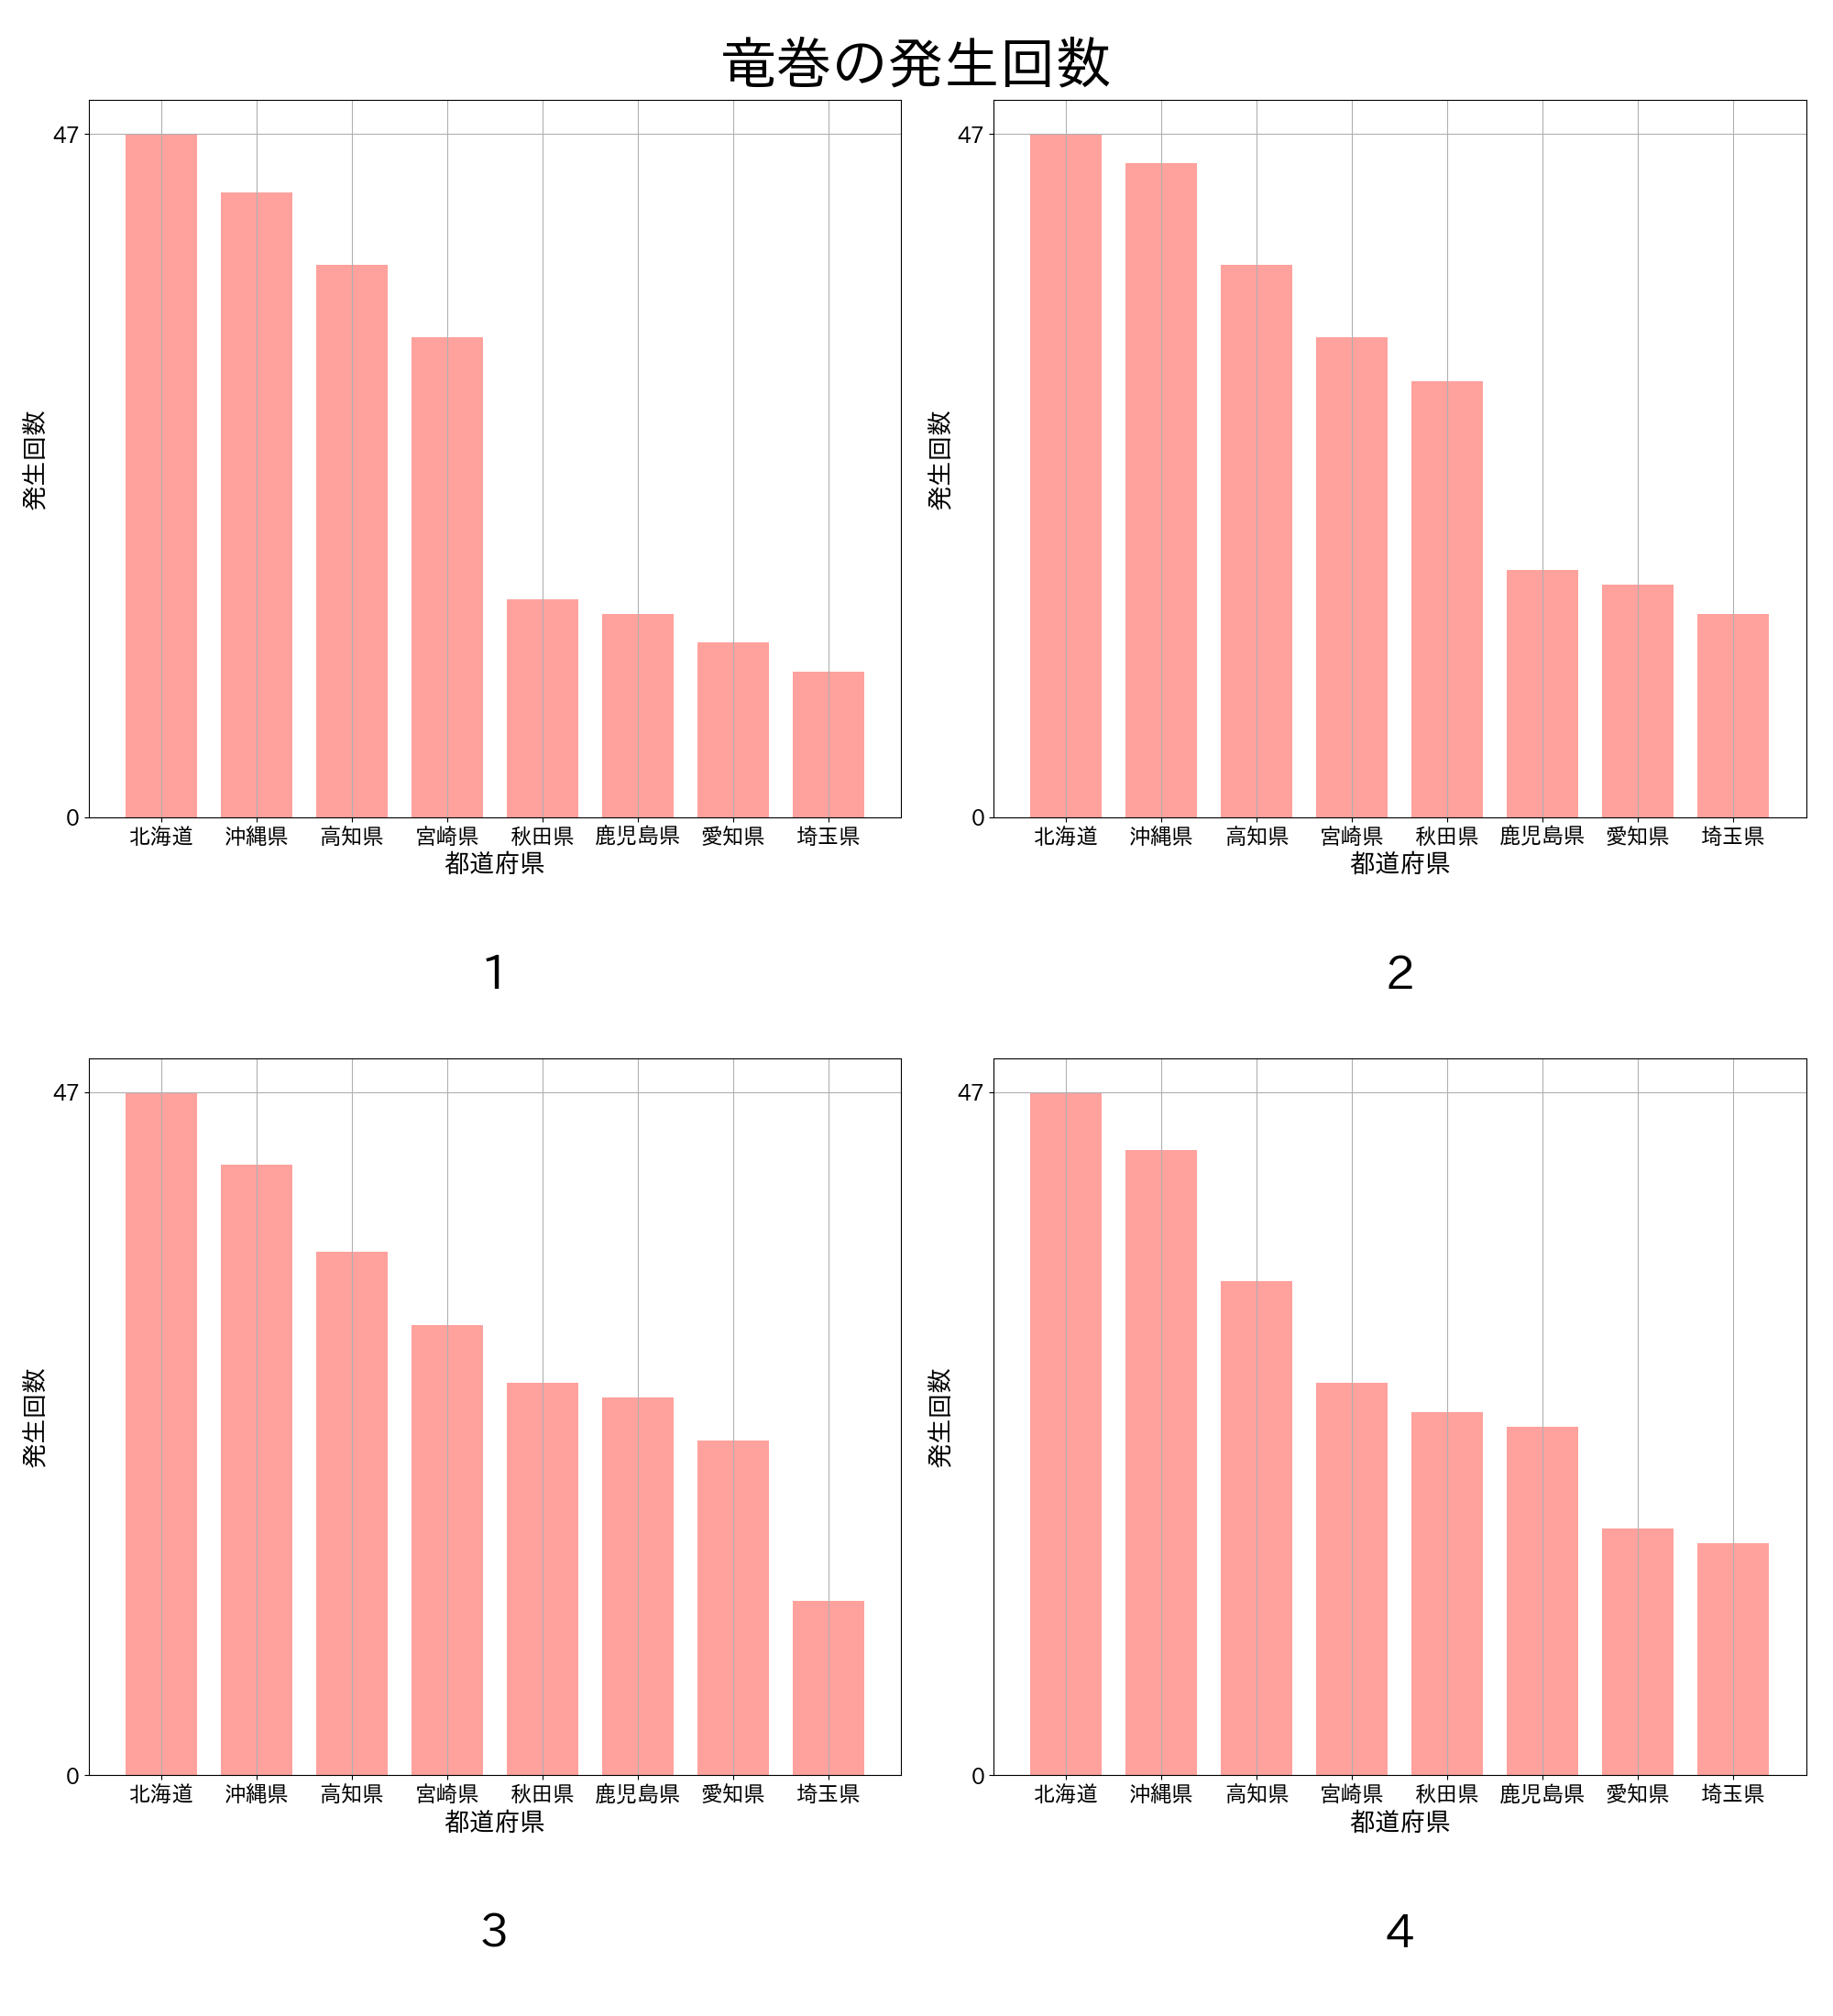 竜巻の発生回数
47
0
発生回数
北海道 沖縄県 高知県 宮崎県 秋田県 鹿児島県 愛知県 埼玉県
都道府県
1
47
0
発生回数
北海道 沖縄県 高知県 宮崎県 秋田県 鹿児島県 愛知県 埼玉県
都道府県
2
47
0
発生回数
北海道 沖縄県 高知県 宮崎県 秋田県 鹿児島県 愛知県 埼玉県
都道府県
3
47
0
発生回数
北海道 沖縄県 高知県 宮崎県 秋田県 鹿児島県 愛知県 埼玉県
都道府県
4